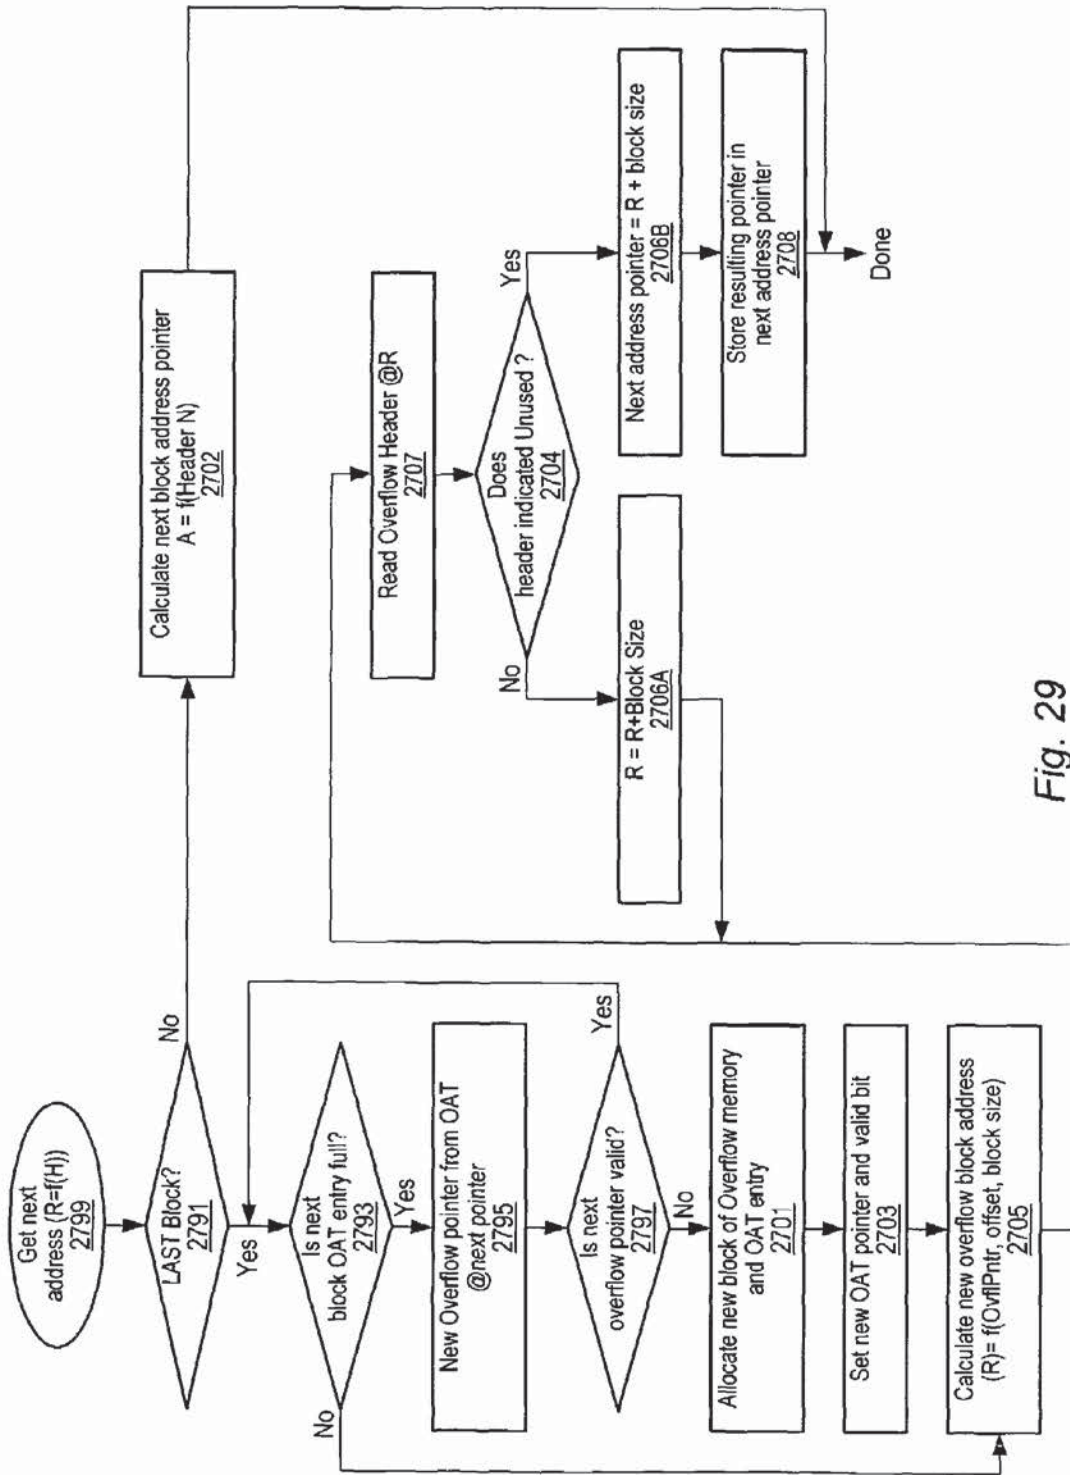 Get next
address (R=f(H))
2799
LAST Block?
2791
No
Yes
Is next
block OAT entry full?
2793
No
Yes
New Overflow pointer from OAT
@next pointer
2795
Is next
overflow pointer valid?
2797
Yes
No
Allocate new block of Overflow memory
and OAT entry
2701
Set new OAT pointer and valid bit
2703
Calculate new overflow block address
(R)= f(OvflPntr, offset, block size)
2705
Calculate next block address pointer
A = f(Header N)
2702
Read Overflow Header @R
2707
Does
header indicated Unused ?
2704
No
Yes
R = R+Block Size
2706A
Next address pointer = R + block size
2706B
Store resulting pointer in
next address pointer
2708
Done
Fig. 29